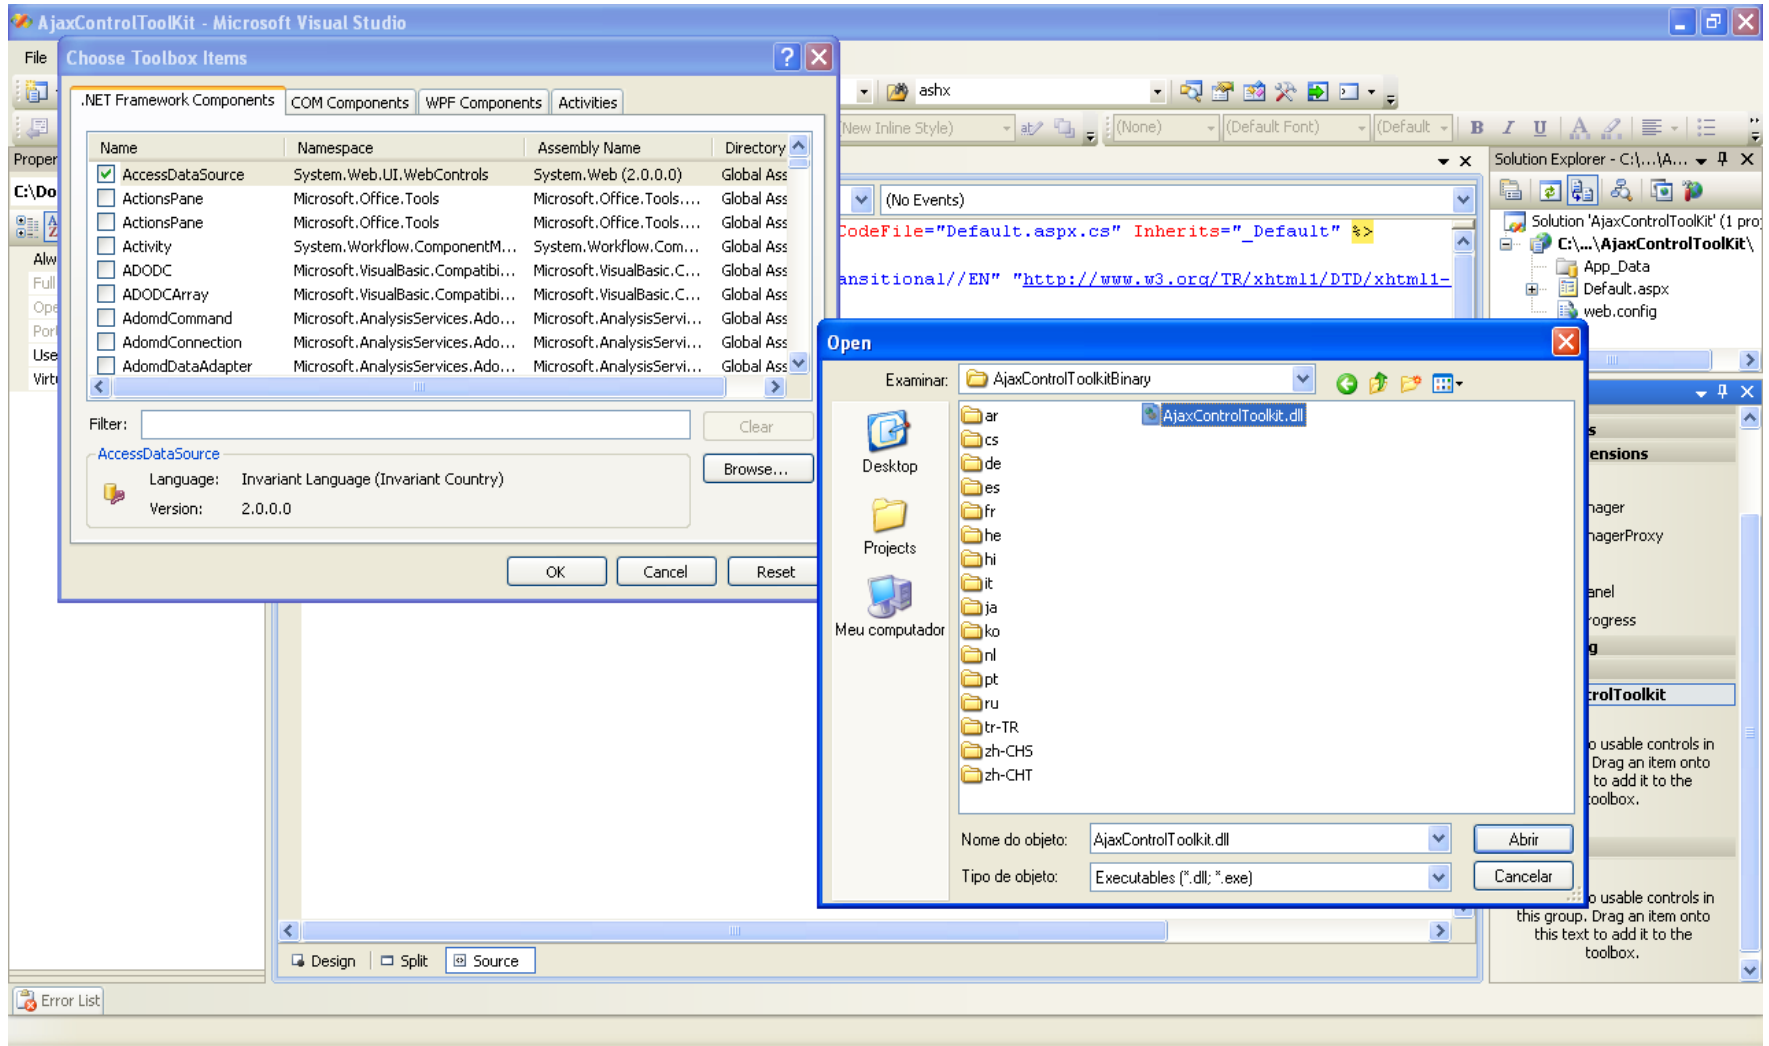 AjaxControlToolKit - Microsoft Visual Studio
File
Choose Toolbox Items
.NET Framework Components
COM Components
WPF Components
Activities
Name Namespace Assembly Name Directory
AccessDataSource System.Web.UI.WebControls System.Web (2.0.0.0) Global Ass
ActionsPane Microsoft.Office.Tools Microsoft.Office.Tools.... Global Ass
ActionsPane Microsoft.Office.Tools Microsoft.Office.Tools.... Global Ass
Activity System.Workflow.ComponentM... System.Workflow.Com... Global Ass
ADODC Microsoft.VisualBasic.Compatibi... Microsoft.VisualBasic.C... Global Ass
ADODCArray Microsoft.VisualBasic.Compatibi... Microsoft.VisualBasic.C... Global Ass
AdomdCommand Microsoft.AnalysisServices.Ado... Microsoft.AnalysisServi... Global Ass
AdomdConnection Microsoft.AnalysisServices.Ado... Microsoft.AnalysisServi... Global Ass
AdomdDataAdapter Microsoft.AnalysisServices.Ado... Microsoft.AnalysisServi... Global Ass
Filter:
Clear
AccessDataSource
Language: Invariant Language (Invariant Country)
Version: 2.0.0.0
Browse...
OK
Cancel
Reset
Proper
C:\Do
Alw
Full
Ope
Port
Use
Virtu
ashx
(New Inline Style)
(None)
(Default Font)
(Default
B I U A
(No Events)
CodeFile="Default.aspx.cs" Inherits="_Default" %>
ansitional//EN" "http://www.w3.org/TR/xhtml1/DTD/xhtml1-
Solution Explorer - C:\...\A...
Solution 'AjaxControlToolKit' (1 proj
C:\...\AjaxControlToolKit\
App_Data
Default.aspx
web.config
Open
Examinar:
AjaxControlToolkitBinary
Desktop
Projects
Meu computador
ar
cs
de
es
fr
he
hi
it
ja
ko
nl
pt
ru
tr-TR
zh-CHS
zh-CHT
AjaxControlToolkit.dll
Nome do objeto: AjaxControlToolkit.dll
Abrir
Tipo de objeto: Executables (*.dll; *.exe)
Cancelar
s
ensions
nager
nagerProxy
anel
rogress
g
trolToolkit
o usable controls in
Drag an item onto
to add it to the
toolbox.
o usable controls in
this group. Drag an item onto
this text to add it to the
toolbox.
Design
Split
Source
Error List